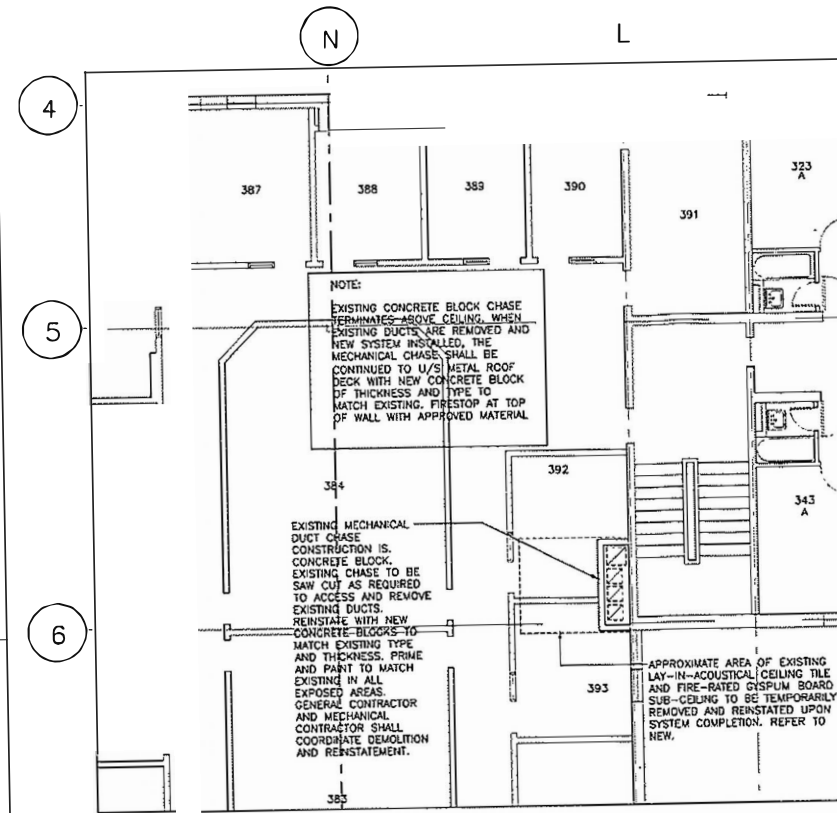 N
L
4
387
388
389
390
391
323
A
NOTE:
EXISTING CONCRETE BLOCK CHASE
TERMINATES ABOVE CEILING. WHEN
EXISTING DUCTS ARE REMOVED AND
NEW SYSTEM INSTALLED, THE
MECHANICAL CHASE SHALL BE
CONTINUED TO U/S METAL ROOF
DECK WITH NEW CONCRETE BLOCK
OF THICKNESS AND TYPE TO
MATCH EXISTING. FIRESTOP AT TOP
OF WALL WITH APPROVED MATERIAL
5
392
384
343
A
EXISTING MECHANICAL
DUCT CHASE
CONSTRUCTION IS.
CONCRETE BLOCK.
EXISTING CHASE TO BE
SAW CUT AS REQUIRED
TO ACCESS AND REMOVE
EXISTING DUCTS.
REINSTATE WITH NEW
CONCRETE BLOCKS TO
MATCH EXISTING TYPE
AND THICKNESS. PRIME
AND PAINT TO MATCH
EXISTING IN ALL
EXPOSED AREAS.
GENERAL CONTRACTOR
AND MECHANICAL
CONTRACTOR SHALL
COORDINATE DEMOLITION
AND REINSTATEMENT.
6
393
APPROXIMATE AREA OF EXISTING
LAY-IN-ACOUSTICAL CEILING TILE
AND FIRE-RATED GYSPUM BOARD
SUB-CEILING TO BE TEMPORARILY
REMOVED AND REINSTATED UPON
SYSTEM COMPLETION. REFER TO
NEW.
383